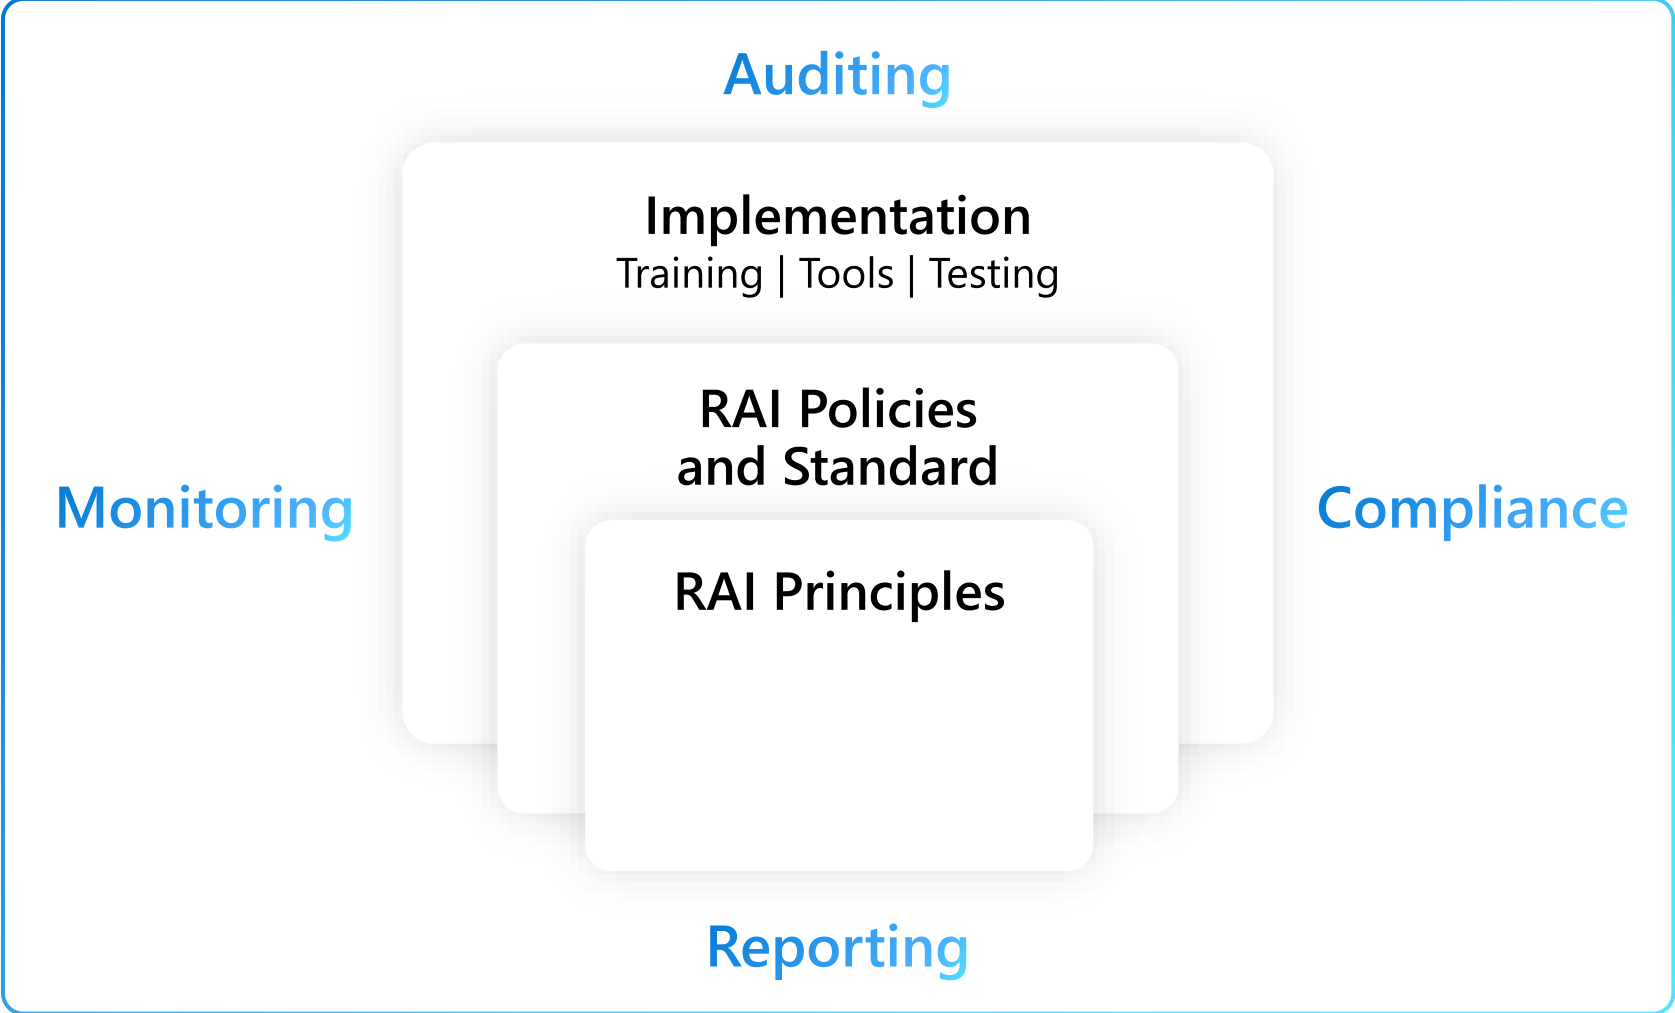 Auditing
Implementation
Training | Tools | Testing
RAI Policies
and Standard
Monitoring
Compliance
RAI Principles
Reporting